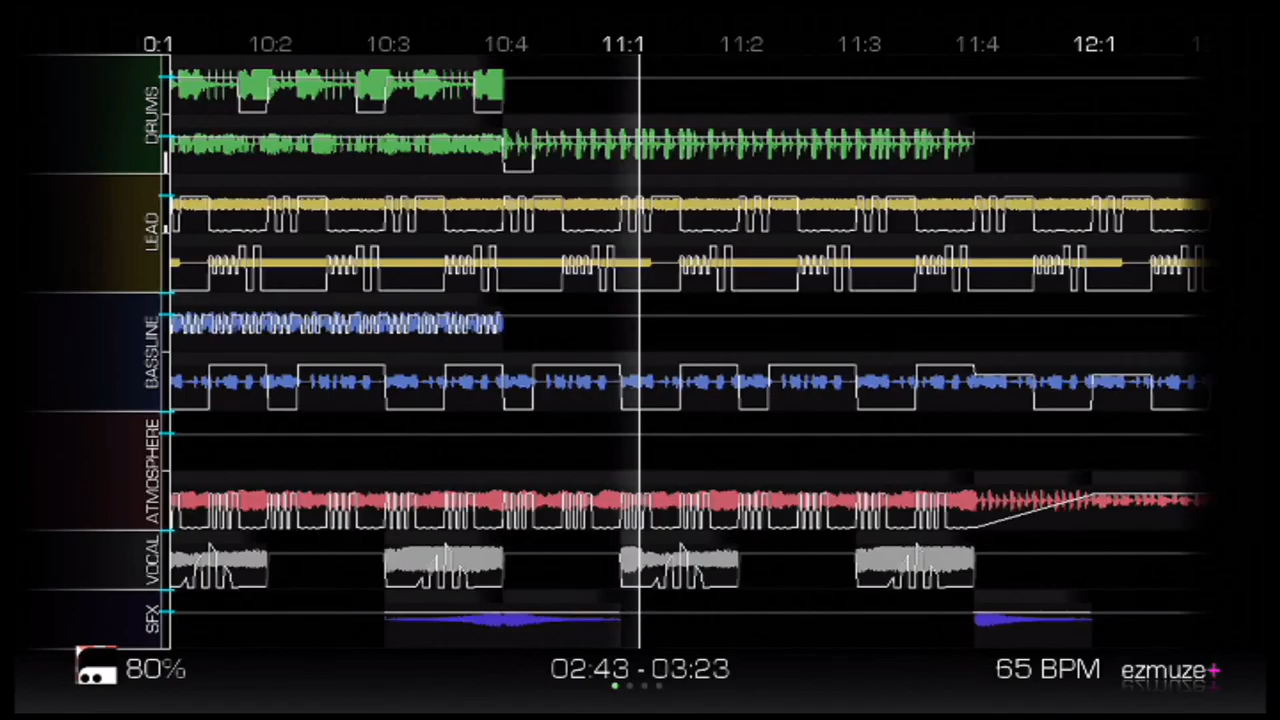 0:1 10:2 10:3 10:4 11:1 11:2 11:3 11:4 12:1
DRUMS
LEAD
BASSLINE
ATMOSPHERE
VOCAL
SFX
80% 02:43 - 03:23 65 BPM ezmuze+